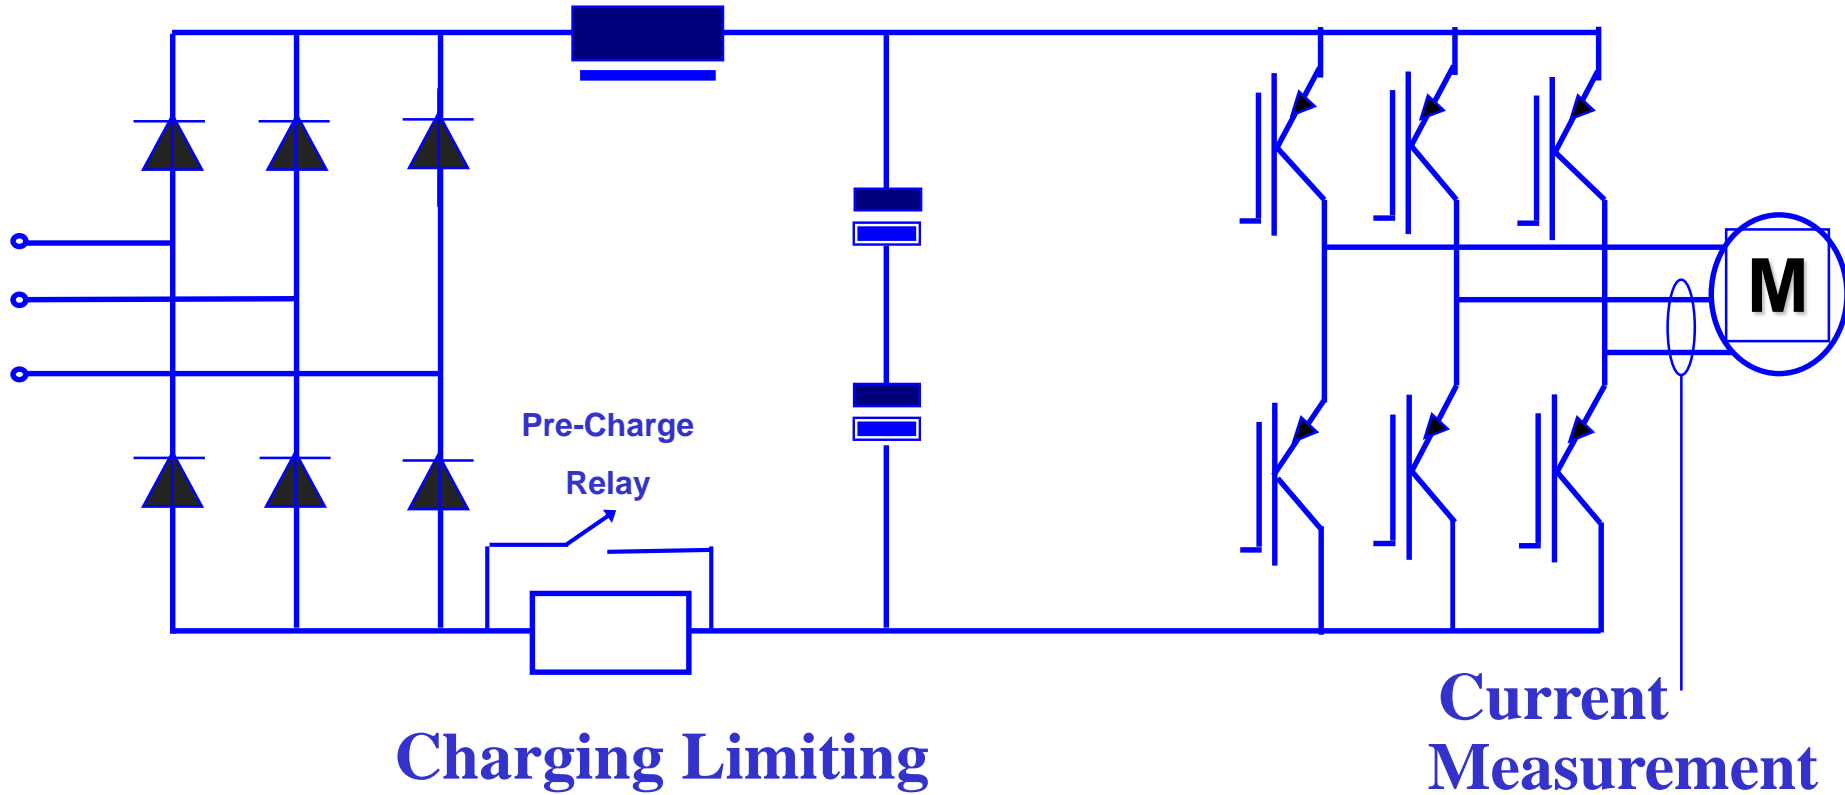 Pre-Charge
Relay
M
Charging Limiting
Current
Measurement